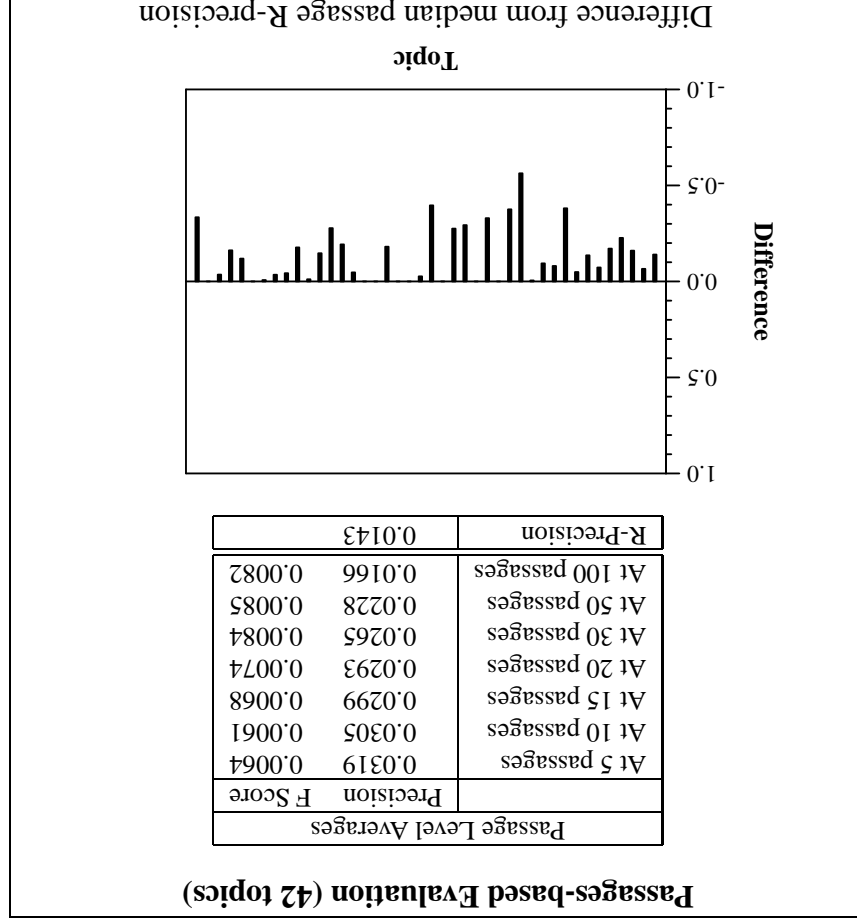 Passages-based Evaluation (42 topics)
Passage Level Averages
Precision F Score
At 5 passages 0.0319 0.0064
At 10 passages 0.0305 0.0061
At 15 passages 0.0299 0.0068
At 20 passages 0.0293 0.0074
At 30 passages 0.0265 0.0084
At 50 passages 0.0228 0.0085
At 100 passages 0.0166 0.0082
R-Precision 0.0143
1.0
0.5
0.0
-0.5
-1.0
Difference
Topic
Difference from median passage R-precision